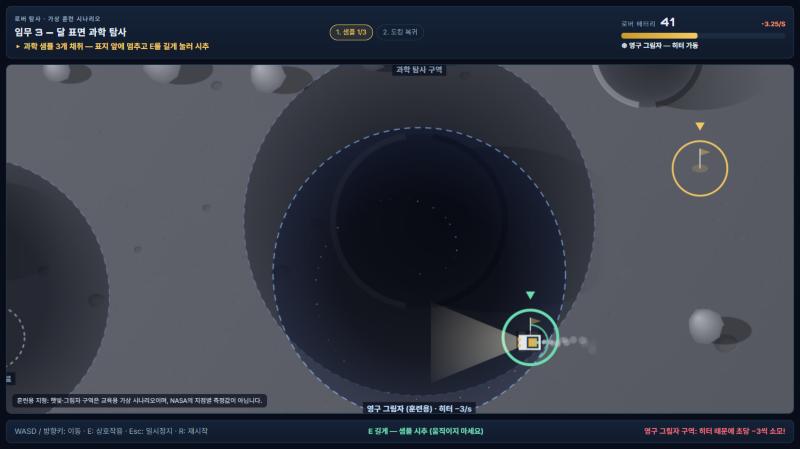 로버 탐사 · 가상 훈련 시나리오
임무 3 — 달 표면 과학 탐사
▸ 과학 샘플 3개 채취 — 표지 앞에 멈추고 E를 길게 눌러 시추
1. 샘플 1/3
2. 도킹 복귀
로버 배터리 41
-3.25/S
❄ 영구 그림자 — 히터 가동
과학 탐사 구역
훈련용 지형: 햇빛·그림자 구역은 교육용 가상 시나리오이며, NASA의 지점별 측정값이 아닙니다.
영구 그림자 (훈련용) · 히터 −3/s
WASD / 방향키: 이동 · E: 상호작용 · Esc: 일시정지 · R: 재시작
E 길게 — 샘플 시추 (움직이지 마세요)
영구 그림자 구역: 히터 때문에 초당 −3씩 소모!